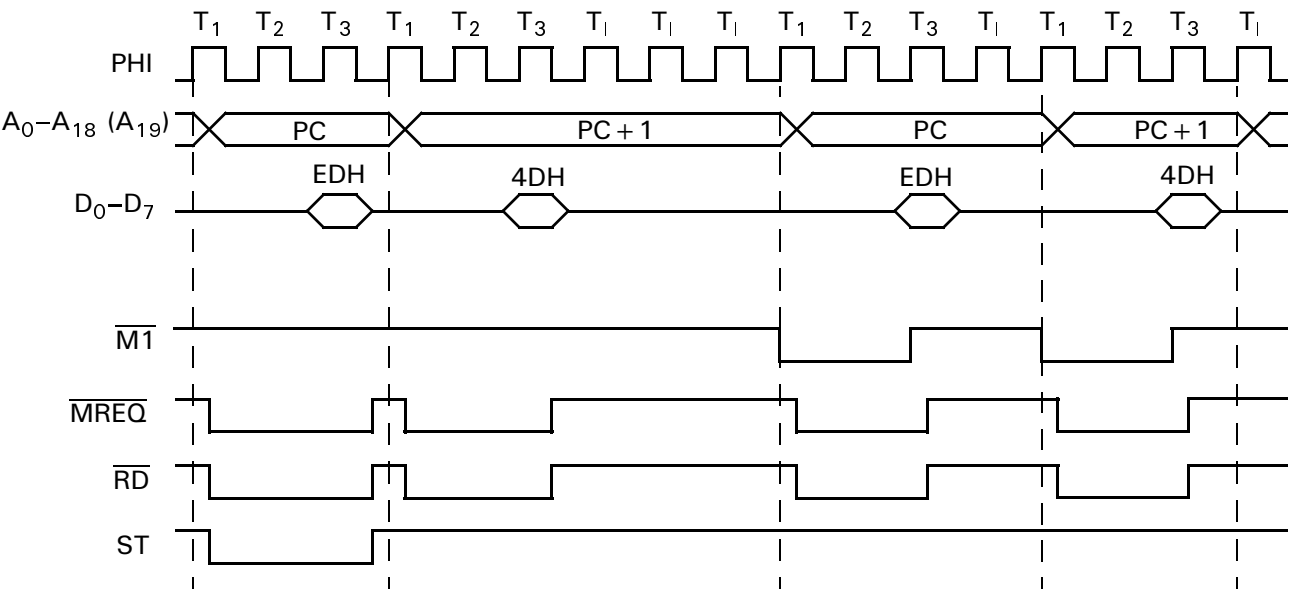 T1 T2 T3 T1 T2 T3 TI TI TI T1 T2 T3 TI T1 T2 T3 TI
PHI
A0–A18 (A19) PC PC + 1 PC PC + 1
EDH 4DH EDH 4DH
D0–D7
M1
MREQ
RD
ST